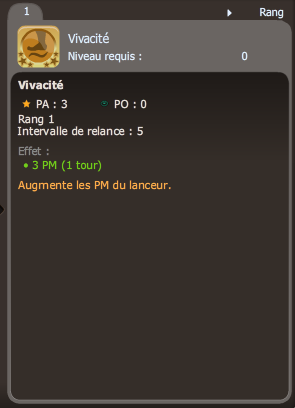 1
Rang
Vivacité
Niveau requis : 0
Vivacité
PA : 3 PO : 0
Rang 1
Intervalle de relance : 5
Effet :
• 3 PM (1 tour)
Augmente les PM du lanceur.